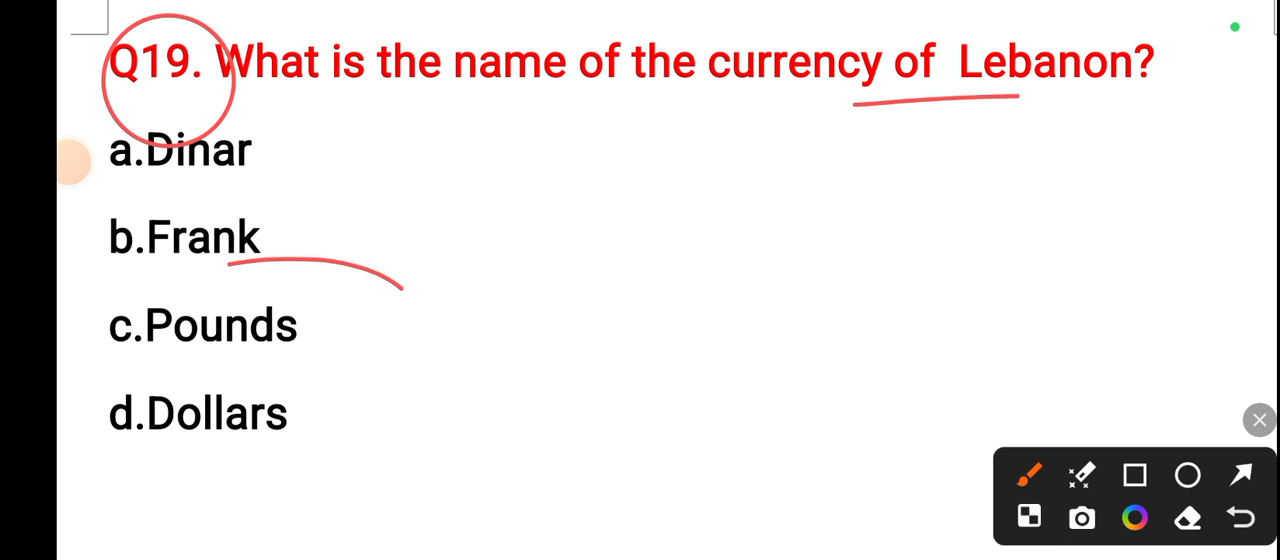 Q19. What is the name of the currency of Lebanon?
a.Dinar
b.Frank
c.Pounds
d.Dollars